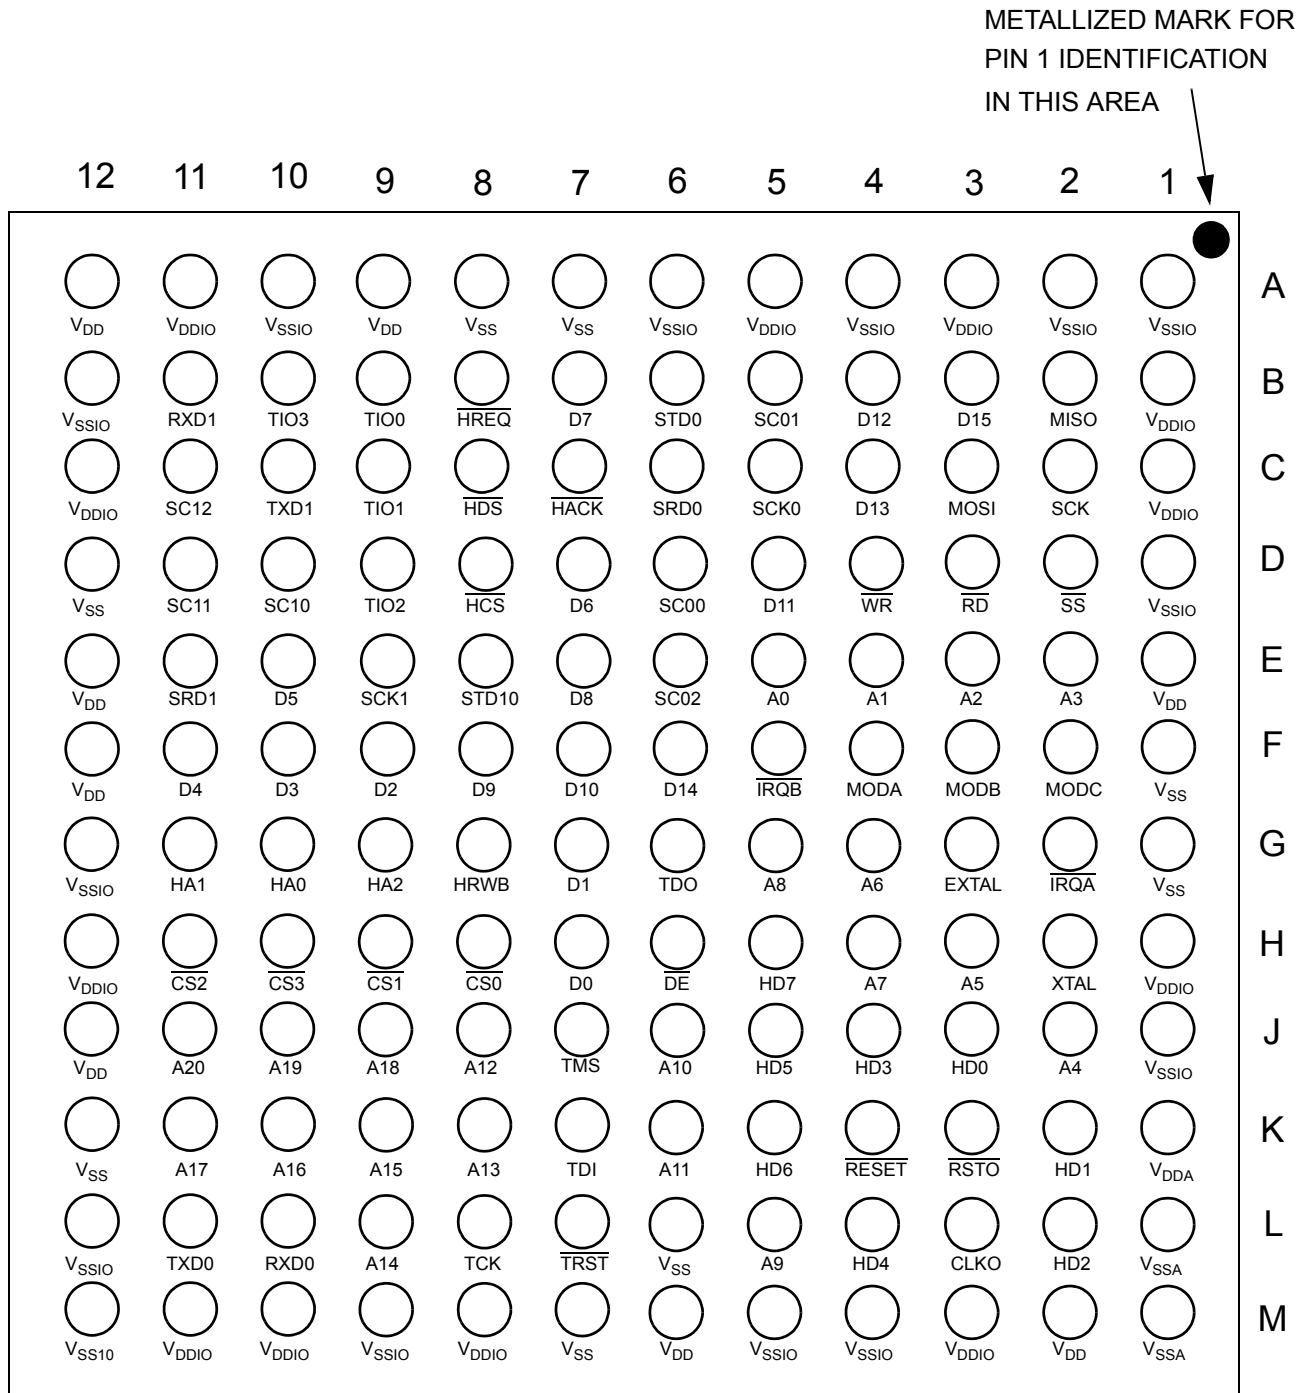 METALLIZED MARK FOR
PIN 1 IDENTIFICATION
IN THIS AREA
12 11 10 9 8 7 6 5 4 3 2 1
A
VDD VDDIO VSSIO VDD VSS VSS VSSIO VDDIO VSSIO VDDIO VSSIO VSSIO
B
VSSIO RXD1 TIO3 TIO0 HREQ D7 STD0 SC01 D12 D15 MISO VDDIO
C
VDDIO SC12 TXD1 TIO1 HDS HACK SRD0 SCK0 D13 MOSI SCK VDDIO
D
VSS SC11 SC10 TIO2 HCS D6 SC00 D11 WR RD SS VSSIO
E
VDD SRD1 D5 SCK1 STD10 D8 SC02 A0 A1 A2 A3 VDD
F
VDD D4 D3 D2 D9 D10 D14 IRQB MODA MODB MODC VSS
G
VSSIO HA1 HA0 HA2 HRWB D1 TDO A8 A6 EXTAL IRQA VSS
H
VDDIO CS2 CS3 CS1 CS0 D0 DE HD7 A7 A5 XTAL VDDIO
J
VDD A20 A19 A18 A12 TMS A10 HD5 HD3 HD0 A4 VSSIO
K
VSS A17 A16 A15 A13 TDI A11 HD6 RESET RSTO HD1 VDDA
L
VSSIO TXD0 RXD0 A14 TCK TRST VSS A9 HD4 CLKO HD2 VSSA
M
VSS10 VDDIO VDDIO VSSIO VDDIO VSS VDD VSSIO VSSIO VDDIO VDD VSSA